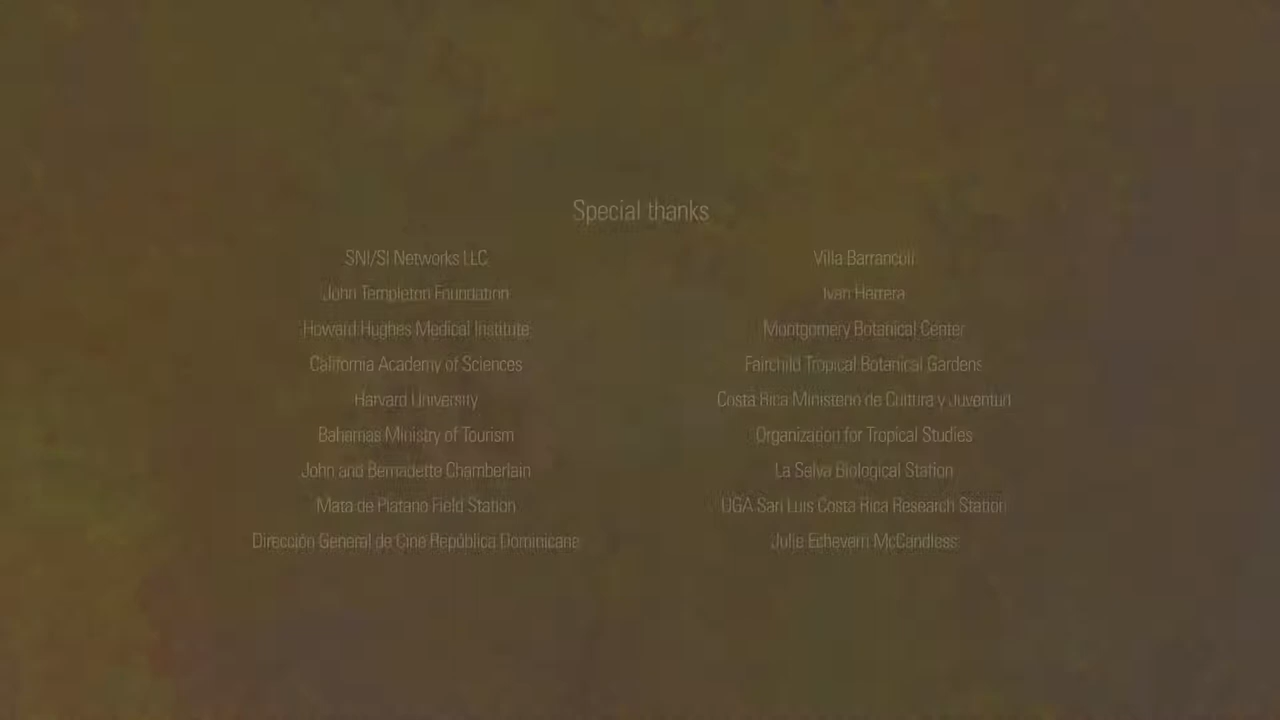 Special thanks
SNI/SI Networks LLC
John Templeton Foundation
Howard Hughes Medical Institute
California Academy of Sciences
Harvard University
Bahamas Ministry of Tourism
John and Bernadette Chamberlain
Mata de Platano Field Station
Dirección General de Cine República Dominicane
Villa Barrancoli
Ivan Herrera
Montgomery Botanical Center
Fairchild Tropical Botanical Gardens
Costa Rica Ministerio de Cultura y Juventud
Organization for Tropical Studies
La Selva Biological Station
UGA San Luis Costa Rica Research Station
Julie Echeverri McCandless